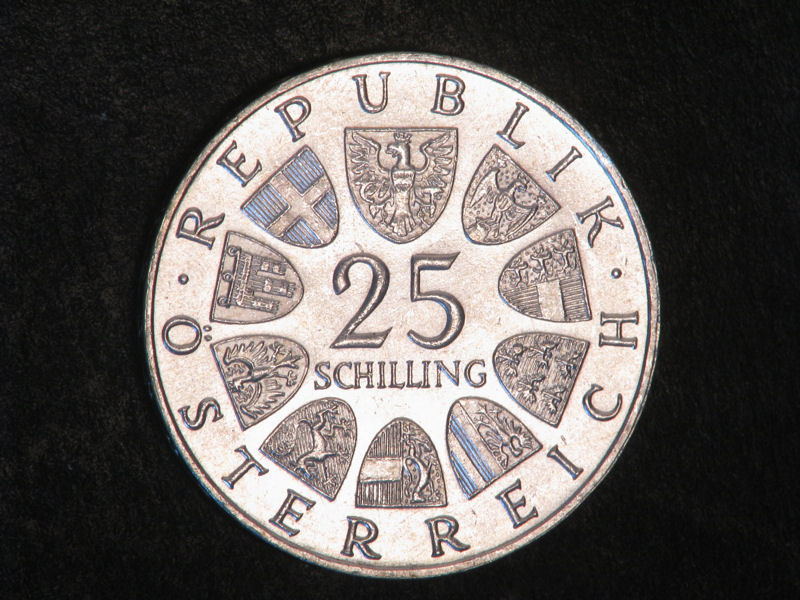 REPUBLIK
25
SCHILLING
· ÖSTERREICH ·